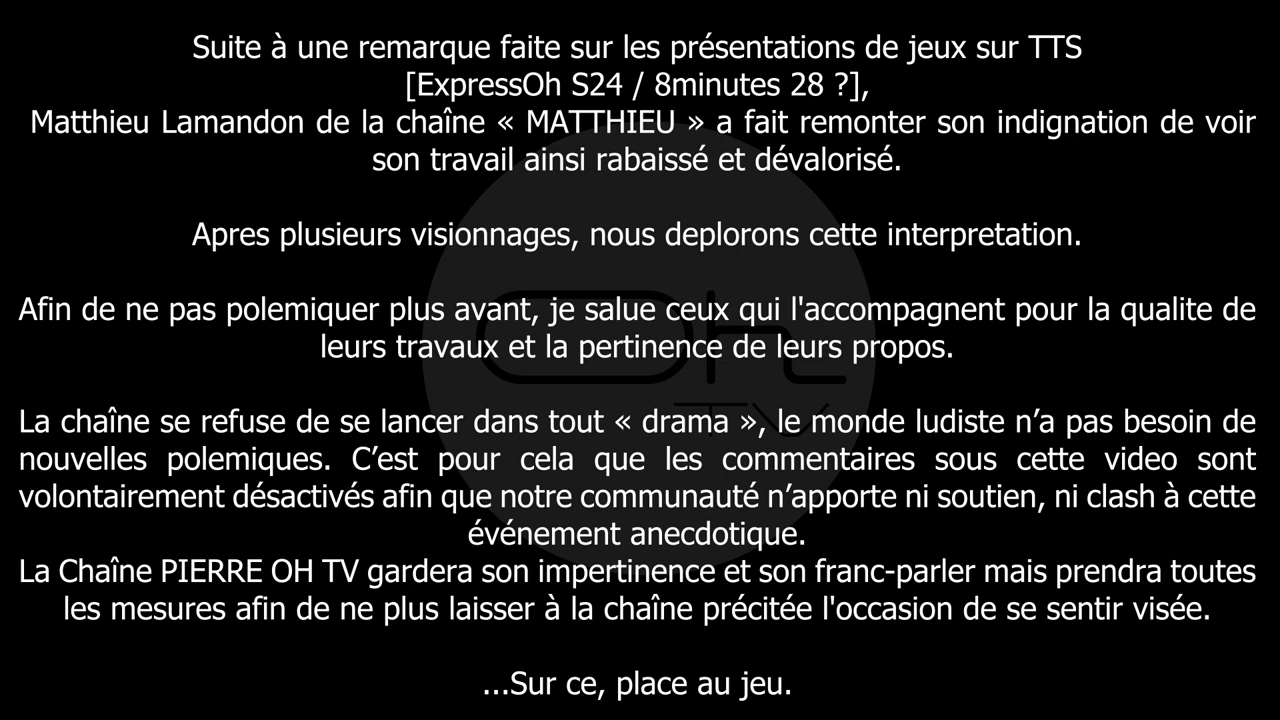 Suite à une remarque faite sur les présentations de jeux sur TTS
[ExpressOh S24 / 8minutes 28 ?],
Matthieu Lamandon de la chaîne « MATTHIEU » a fait remonter son indignation de voir
son travail ainsi rabaissé et dévalorisé.
Apres plusieurs visionnages, nous deplorons cette interpretation.
Afin de ne pas polemiquer plus avant, je salue ceux qui l'accompagnent pour la qualite de
leurs travaux et la pertinence de leurs propos.
La chaîne se refuse de se lancer dans tout « drama », le monde ludiste n’a pas besoin de
nouvelles polemiques. C’est pour cela que les commentaires sous cette video sont
volontairement désactivés afin que notre communauté n’apporte ni soutien, ni clash à cette
événement anecdotique.
La Chaîne PIERRE OH TV gardera son impertinence et son franc-parler mais prendra toutes
les mesures afin de ne plus laisser à la chaîne précitée l'occasion de se sentir visée.
...Sur ce, place au jeu.
Oh
TV